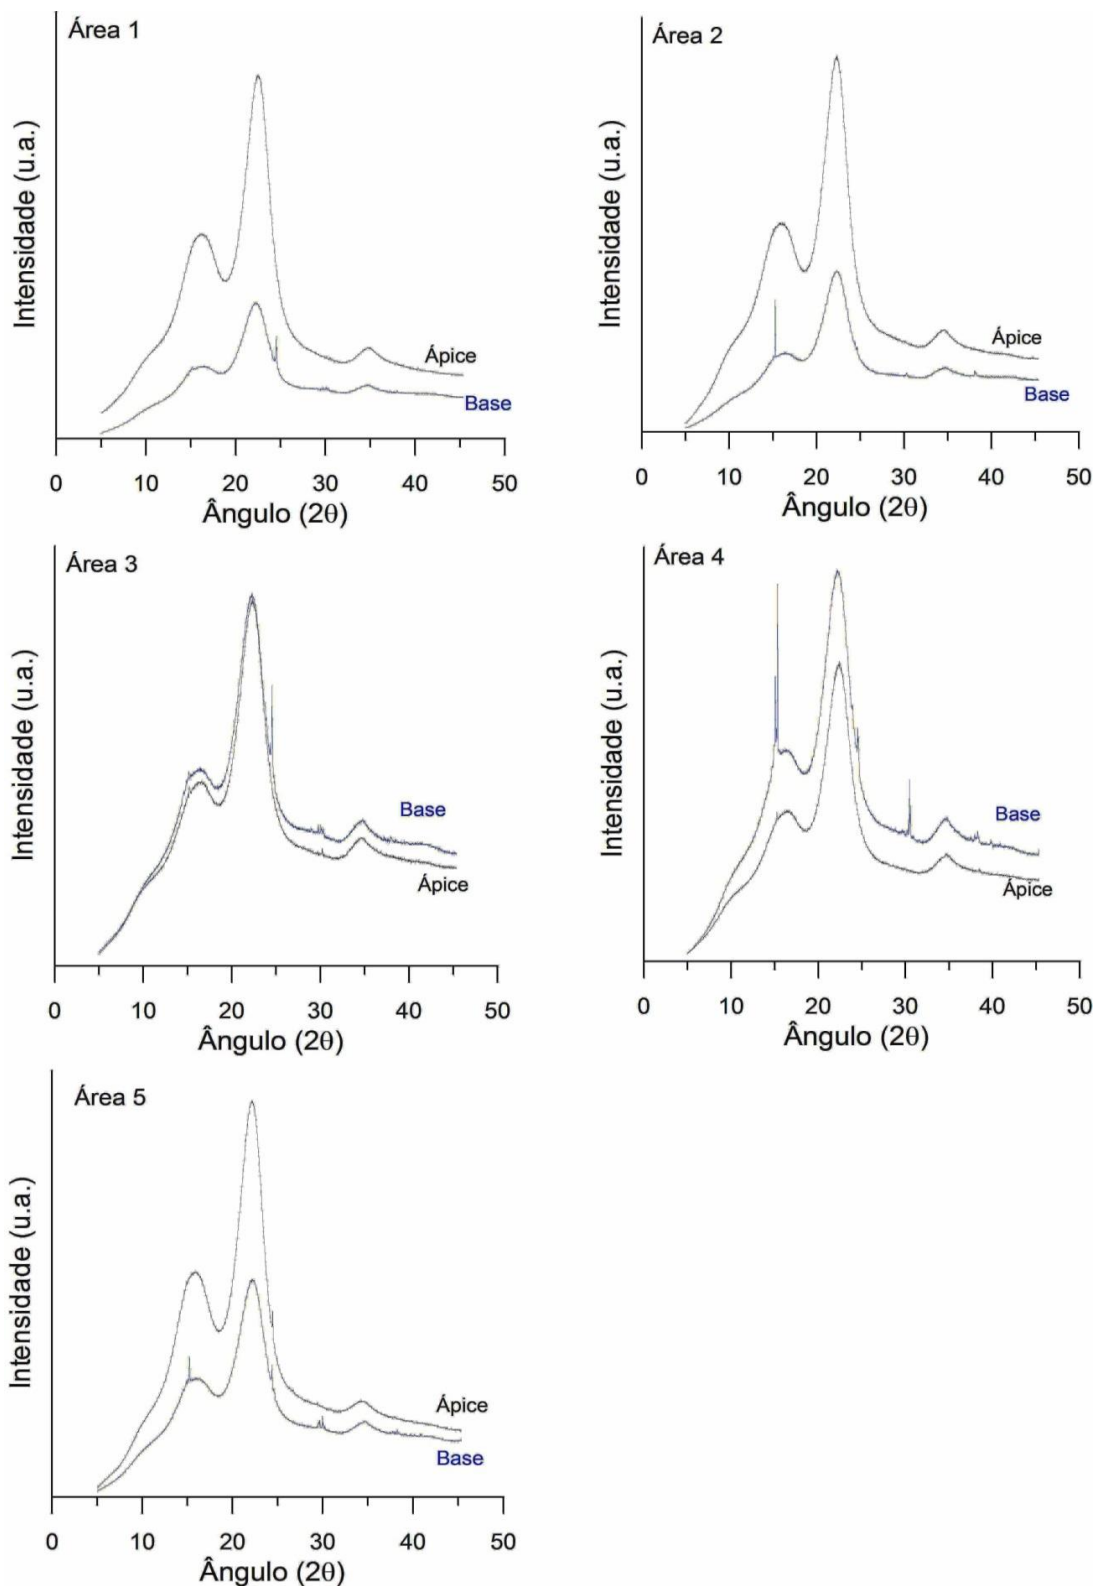 Área 1
Intensidade (u.a.)
Ápice
Base
0 10 20 30 40 50
Ângulo (2θ)
Área 2
Intensidade (u.a.)
Ápice
Base
0 10 20 30 40 50
Ângulo (2θ)
Área 3
Intensidade (u.a.)
Base
Ápice
0 10 20 30 40 50
Ângulo (2θ)
Área 4
Intensidade (u.a.)
Base
Ápice
0 10 20 30 40 50
Ângulo (2θ)
Área 5
Intensidade (u.a.)
Ápice
Base
0 10 20 30 40 50
Ângulo (2θ)